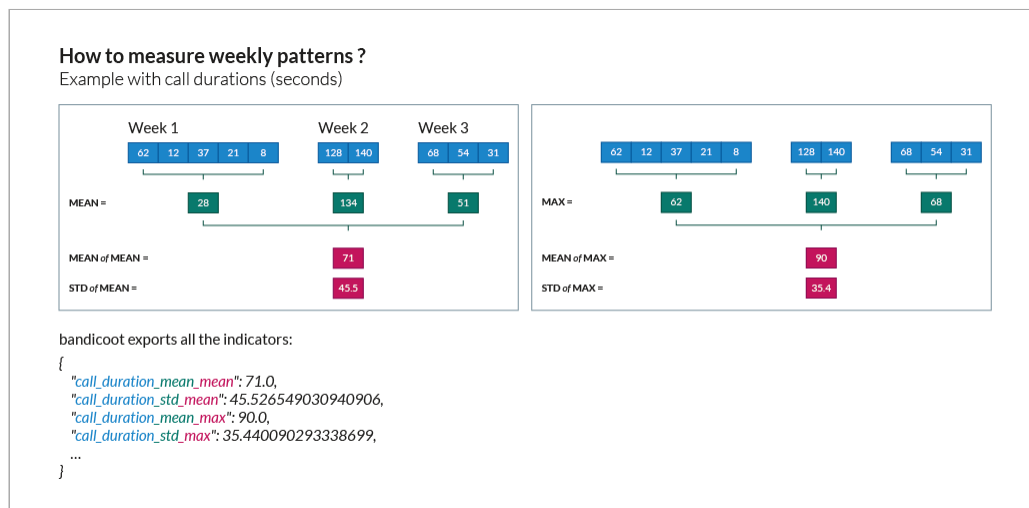 How to measure weekly patterns ?
Example with call durations (seconds)
Week 1 Week 2 Week 3
62 12 37 21 8 128 140 68 54 31
MEAN = 28 134 51
MEAN of MEAN = 71
STD of MEAN = 45.5
62 12 37 21 8 128 140 68 54 31
MAX = 62 140 68
MEAN of MAX = 90
STD of MAX = 35.4
bandicoot exports all the indicators:
{
"call_duration_mean_mean": 71.0,
"call_duration_std_mean": 45.526549030940906,
"call_duration_mean_max": 90.0,
"call_duration_std_max": 35.440090293338699,
...
}